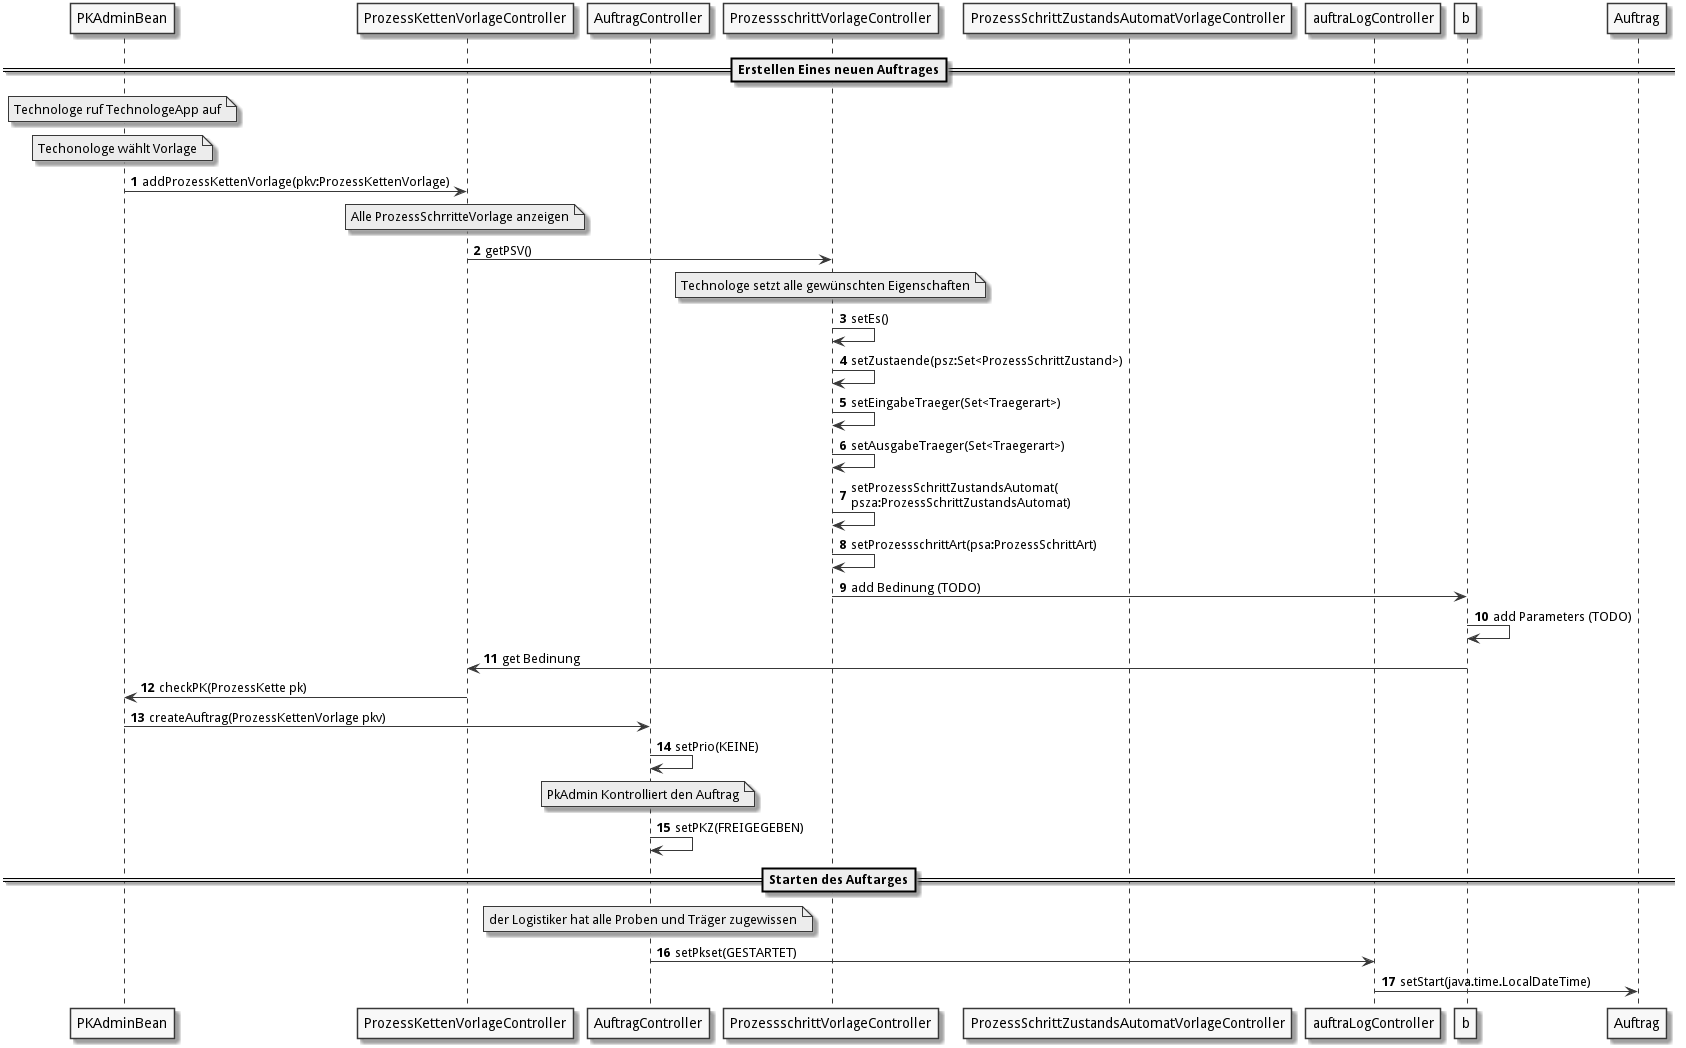 PKAdminBean
ProzessKettenVorlageController
AuftragController
ProzessschrittVorlageController
ProzessSchrittZustandsAutomatVorlageController
auftraLogController
b
Auftrag
Erstellen Eines neuen Auftrages
Technologe ruf TechnologeApp auf
Techonologe wählt Vorlage
1 addProzessKettenVorlage(pkv:ProzessKettenVorlage)
Alle ProzessSchrritteVorlage anzeigen
2 getPSV()
Technologe setzt alle gewünschten Eigenschaften
3 setEs()
4 setZustaende(psz:Set<ProzessSchrittZustand>)
5 setEingabeTraeger(Set<Traegerart>)
6 setAusgabeTraeger(Set<Traegerart>)
7 setProzessSchrittZustandsAutomat(
psza:ProzessSchrittZustandsAutomat)
8 setProzessschrittArt(psa:ProzessSchrittArt)
9 add Bedinung (TODO)
10 add Parameters (TODO)
11 get Bedinung
12 checkPK(ProzessKette pk)
13 createAuftrag(ProzessKettenVorlage pkv)
14 setPrio(KEINE)
PkAdmin Kontrolliert den Auftrag
15 setPKZ(FREIGEGEBEN)
Starten des Auftarges
der Logistiker hat alle Proben und Träger zugewissen
16 setPkset(GESTARTET)
17 setStart(java.time.LocalDateTime)
PKAdminBean
ProzessKettenVorlageController
AuftragController
ProzessschrittVorlageController
ProzessSchrittZustandsAutomatVorlageController
auftraLogController
b
Auftrag